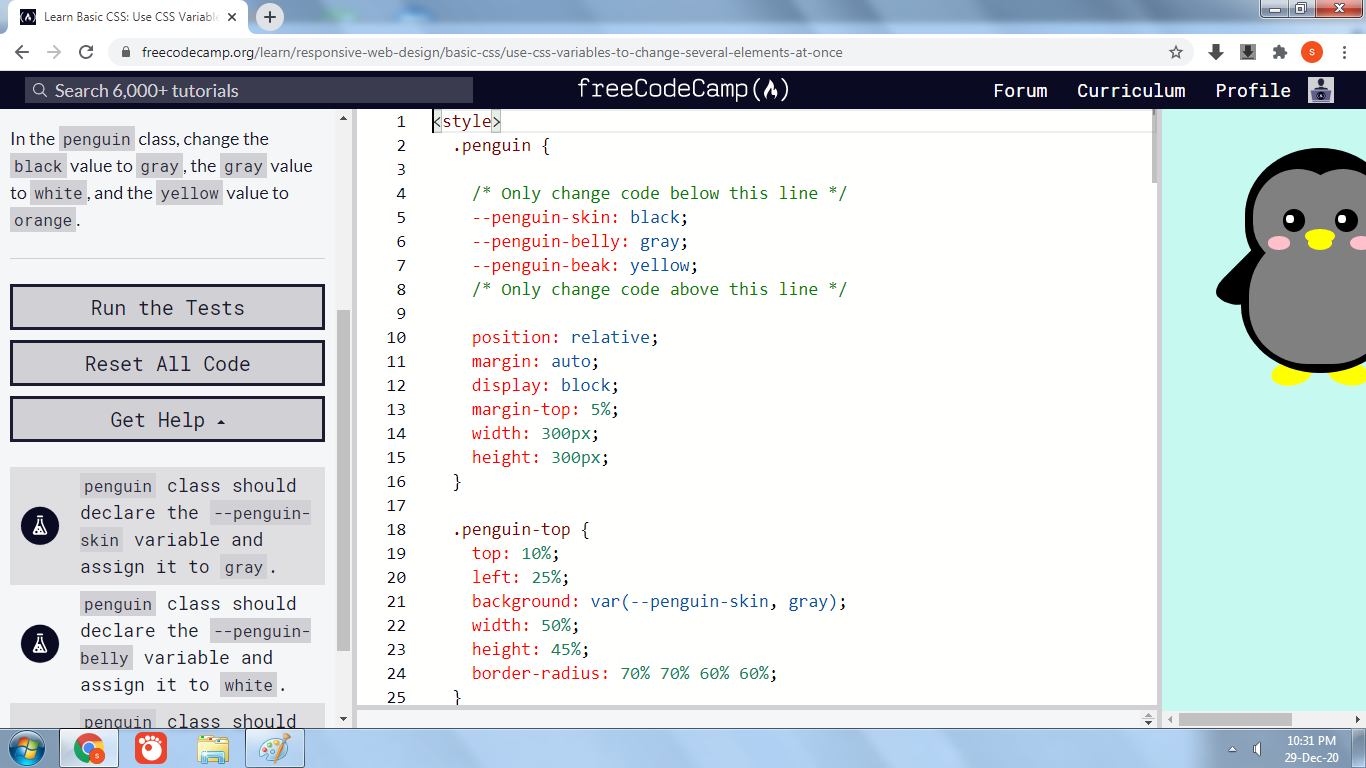 Learn Basic CSS: Use CSS Variable
freecodecamp.org/learn/responsive-web-design/basic-css/use-css-variables-to-change-several-elements-at-once
S
Search 6,000+ tutorials
freeCodeCamp
Forum
Curriculum
Profile
In the penguin class, change the
black value to gray, the gray value
to white, and the yellow value to
orange.
Run the Tests
Reset All Code
Get Help
penguin class should
declare the --penguin-
skin variable and
assign it to gray.
penguin class should
declare the --penguin-
belly variable and
assign it to white.
penguin class should
1 <style>
2 .penguin {
3
4 /* Only change code below this line */
5 --penguin-skin: black;
6 --penguin-belly: gray;
7 --penguin-beak: yellow;
8 /* Only change code above this line */
9
10 position: relative;
11 margin: auto;
12 display: block;
13 margin-top: 5%;
14 width: 300px;
15 height: 300px;
16 }
17
18 .penguin-top {
19 top: 10%;
20 left: 25%;
21 background: var(--penguin-skin, gray);
22 width: 50%;
23 height: 45%;
24 border-radius: 70% 70% 60% 60%;
25 }
S
10:31 PM
29-Dec-20